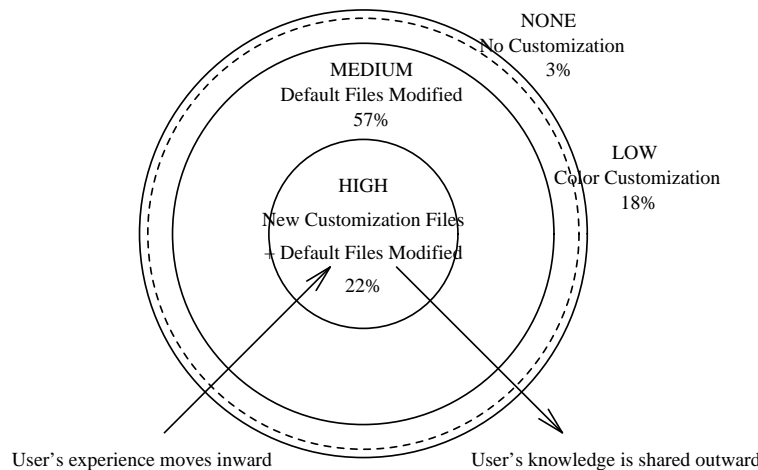 NONE
No Customization
3%
MEDIUM
Default Files Modified
57%
LOW
Color Customization
18%
HIGH
New Customization Files
+ Default Files Modified
22%
User's experience moves inward
User's knowledge is shared outward